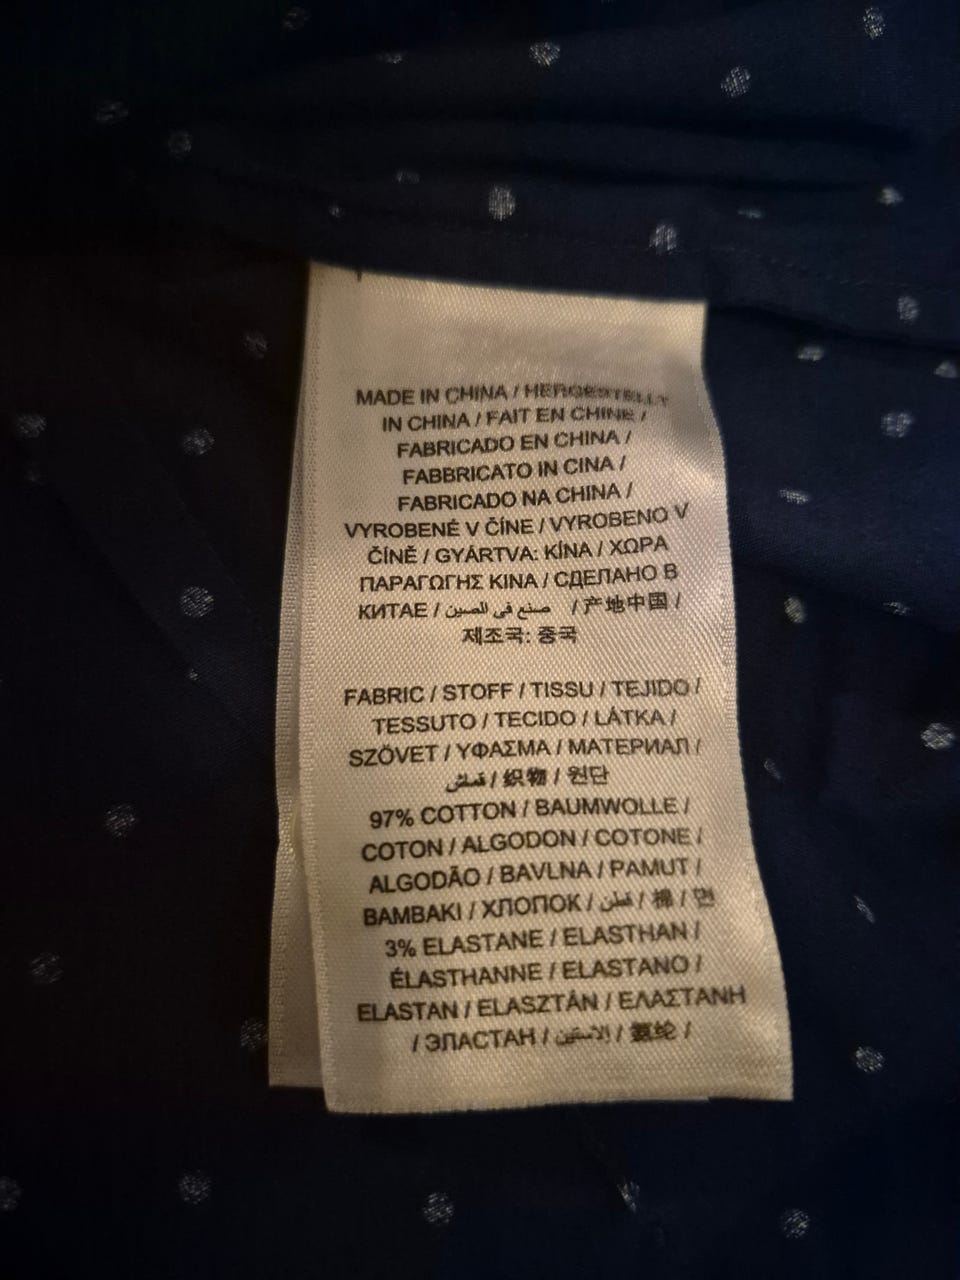 MADE IN CHINA / HERGESTELLT
IN CHINA / FAIT EN CHINE /
FABRICADO EN CHINA /
FABBRICATO IN CINA /
FABRICADO NA CHINA /
VYROBENÉ V ČÍNE / VYROBENO V
ČÍNĚ / GYÁRTVA: KÍNA / ΧΩΡΑ
ΠΑΡΑΓΩΓΗΣ ΚΙΝΑ / СДЕЛАНО В
КИТАЕ / صنع في الصين / 产地中国 /
제조국: 중국
FABRIC / STOFF / TISSU / TEJIDO /
TESSUTO / TECIDO / LÁTKA /
SZÖVET / ΥΦΑΣΜΑ / МАТЕРИАЛ /
قماش / 织物 / 원단
97% COTTON / BAUMWOLLE /
COTON / ALGODON / COTONE /
ALGODÃO / BAVLNA / PAMUT /
ΒΑΜΒΑΚΙ / ХЛОПОК / قطن / 棉 / 면
3% ELASTANE / ELASTHAN /
ÉLASTHANNE / ELASTANO /
ELASTAN / ELASZTÁN / ΕΛΑΣΤΑΝΗ
/ ЭЛАСТАН / الاستين / 氨纶 /